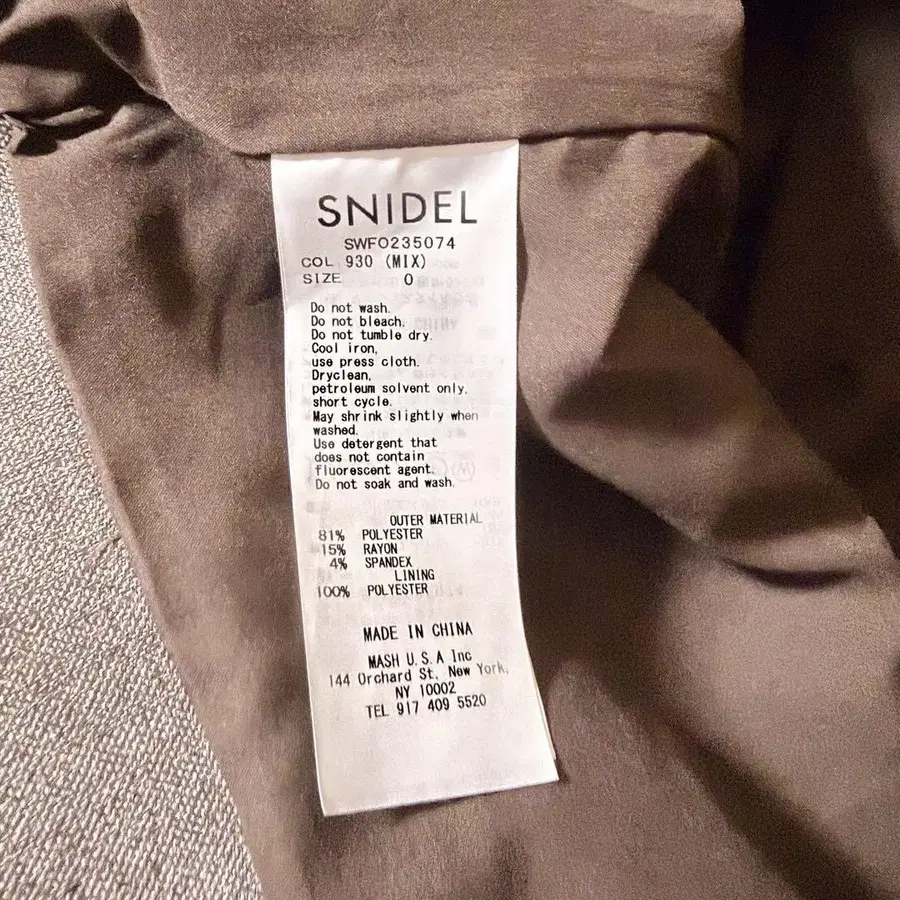 SNIDEL
SWFO235074
COL 930 (MIX)
SIZE 0
Do not wash.
Do not bleach.
Do not tumble dry.
Cool iron,
use press cloth.
Dryclean,
petroleum solvent only,
short cycle.
May shrink slightly when
washed.
Use detergent that
does not contain
fluorescent agent.
Do not soak and wash.
OUTER MATERIAL
81% POLYESTER
15% RAYON
4% SPANDEX
LINING
100% POLYESTER
MADE IN CHINA
MASH U.S.A Inc
144 Orchard St, New York,
NY 10002
TEL 917 409 5520